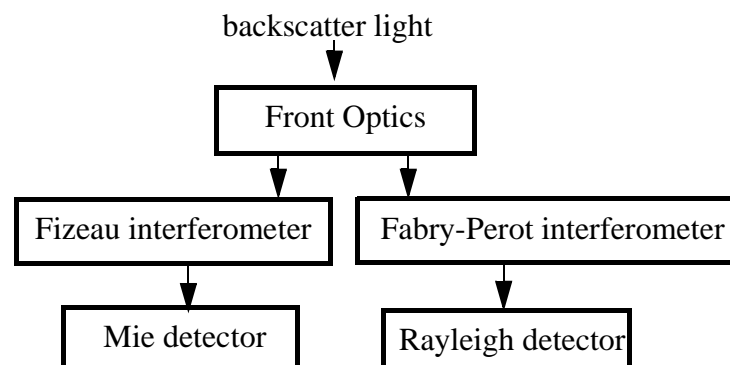 backscatter light
Front Optics
Fizeau interferometer
Fabry-Perot interferometer
Mie detector
Rayleigh detector